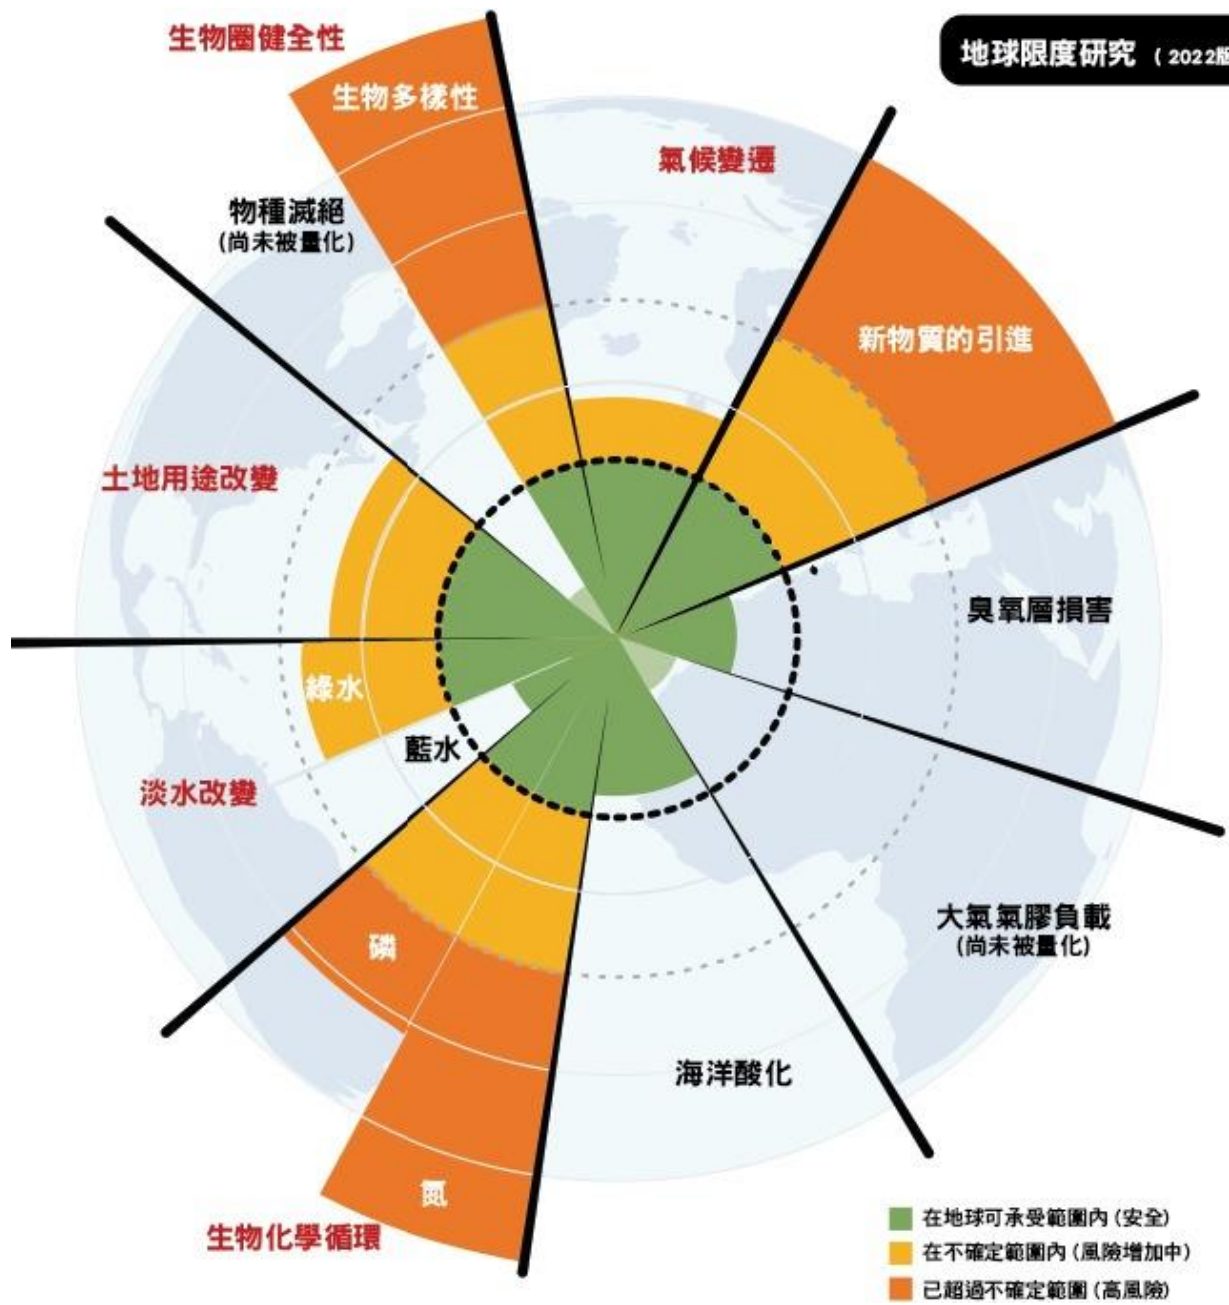 地球限度研究 ( 2022版
生物圈健全性
生物多樣性
氣候變遷
物種滅絕
(尚未被量化)
新物質的引進
土地用途改變
臭氧層損害
綠水
藍水
淡水改變
大氣氣膠負載
(尚未被量化)
磷
海洋酸化
氮
生物化學循環
在地球可承受範圍內 (安全)
在不確定範圍內 (風險增加中)
已超過不確定範圍 (高風險)